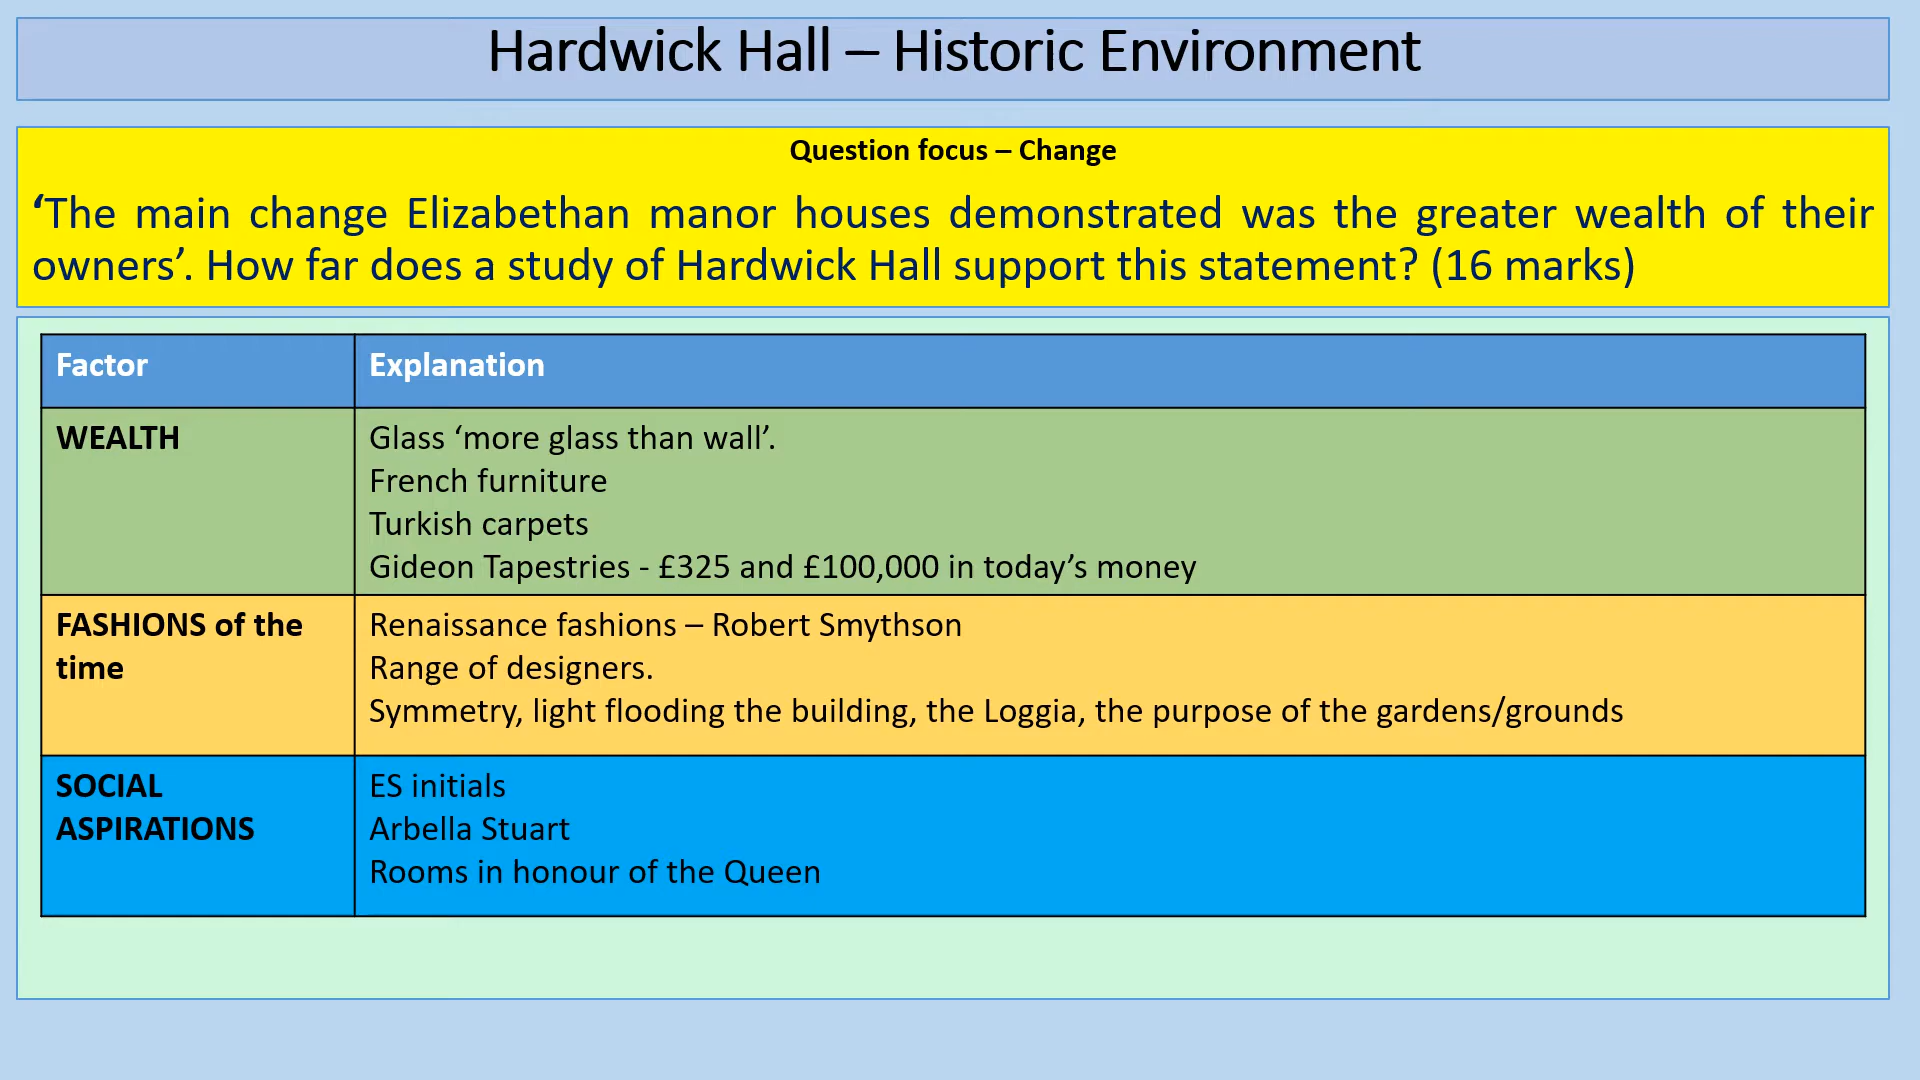 Hardwick Hall – Historic Environment
Question focus – Change
‘The main change Elizabethan manor houses demonstrated was the greater wealth of their
owners’. How far does a study of Hardwick Hall support this statement? (16 marks)
Factor
Explanation
WEALTH
Glass ‘more glass than wall’.
French furniture
Turkish carpets
Gideon Tapestries - £325 and £100,000 in today’s money
FASHIONS of the
time
Renaissance fashions – Robert Smythson
Range of designers.
Symmetry, light flooding the building, the Loggia, the purpose of the gardens/grounds
SOCIAL
ASPIRATIONS
ES initials
Arbella Stuart
Rooms in honour of the Queen